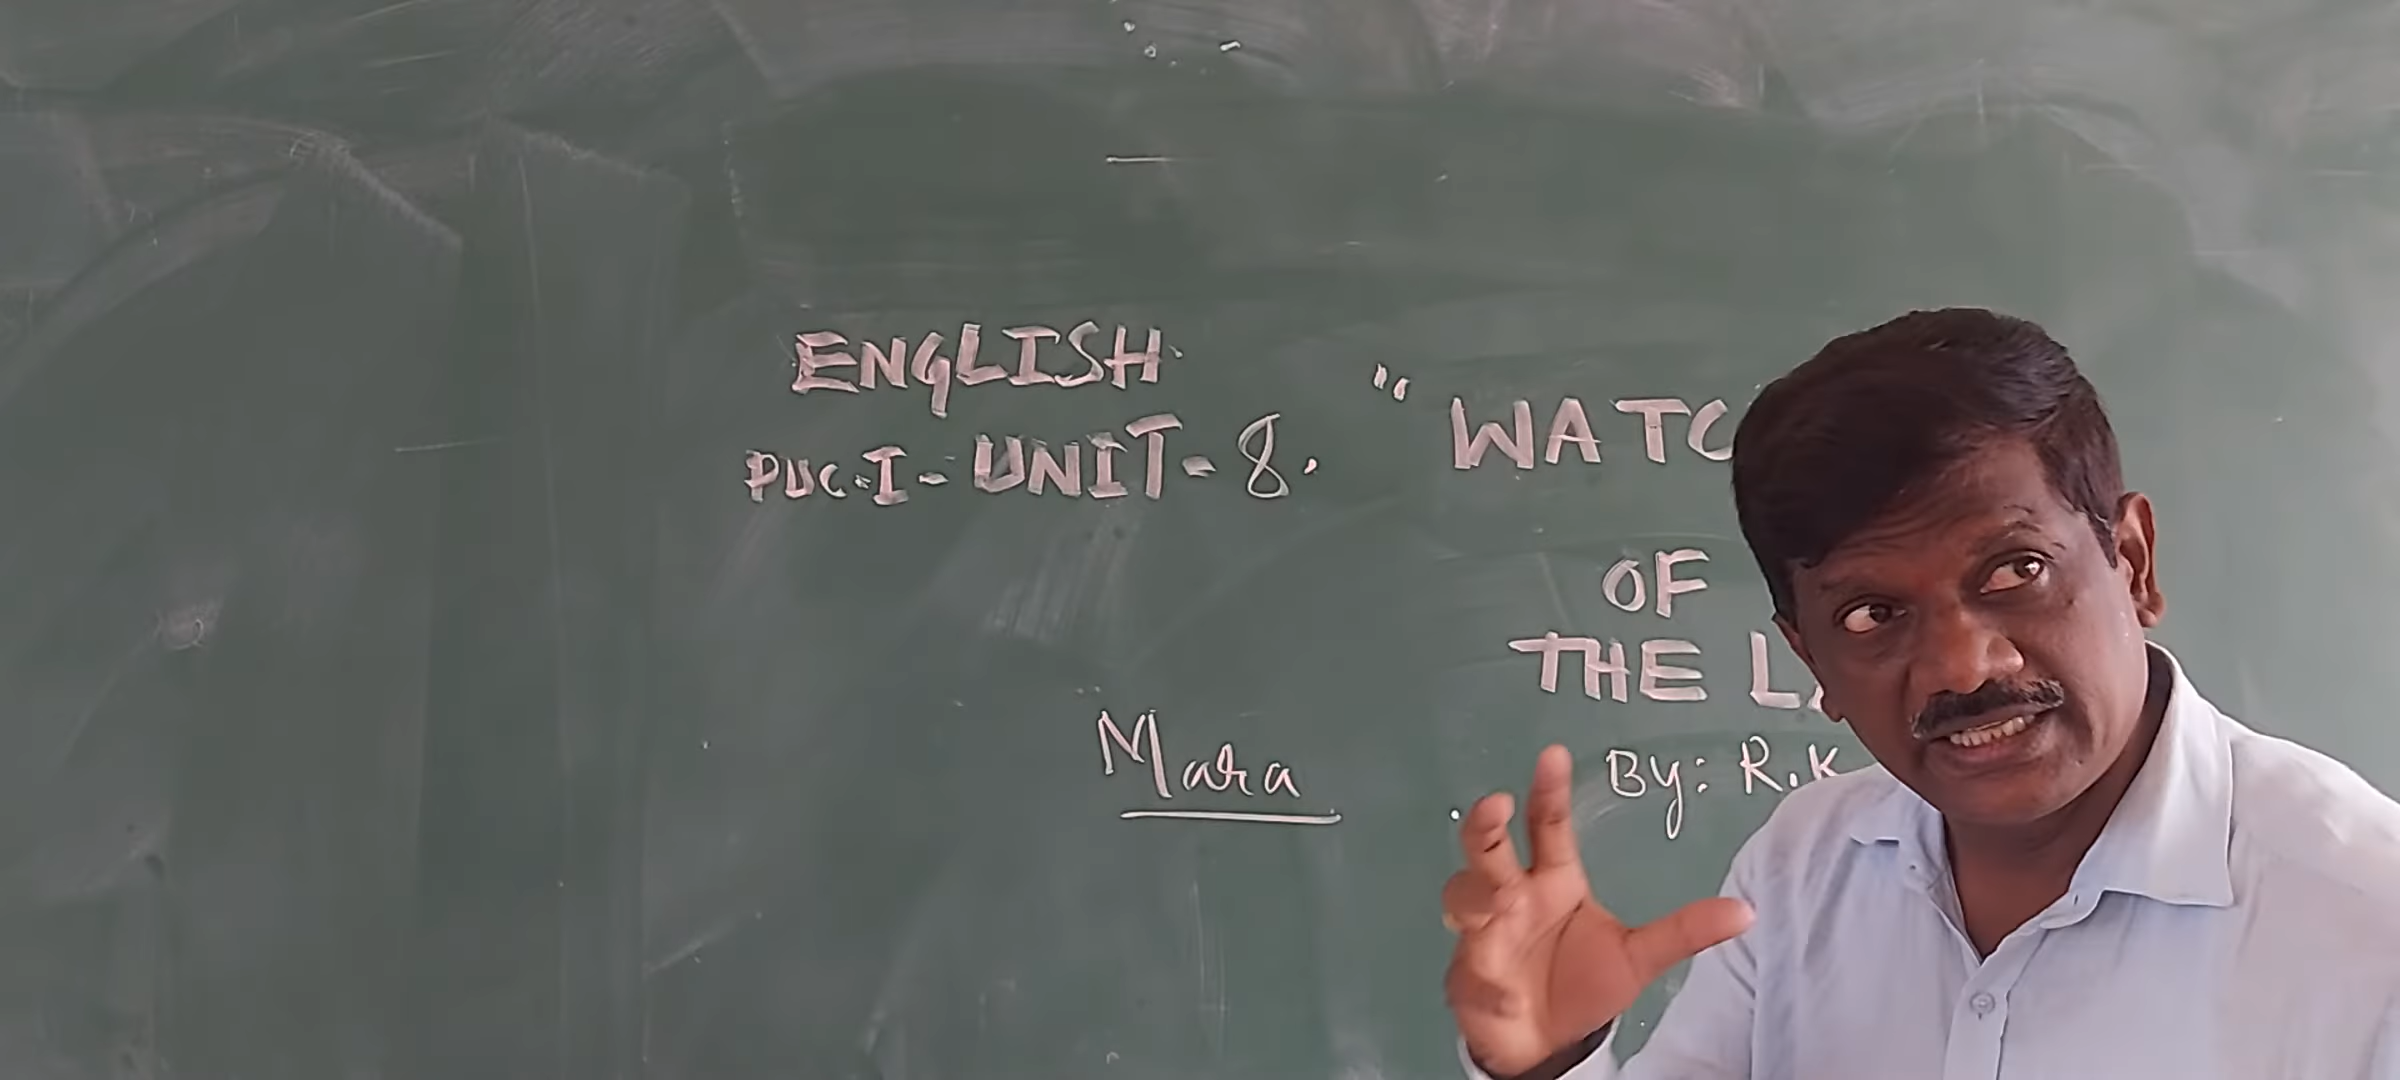 ENGLISH
PUC-I-UNIT-8.
"WATC
OF
THE L
By: R.K
Mara